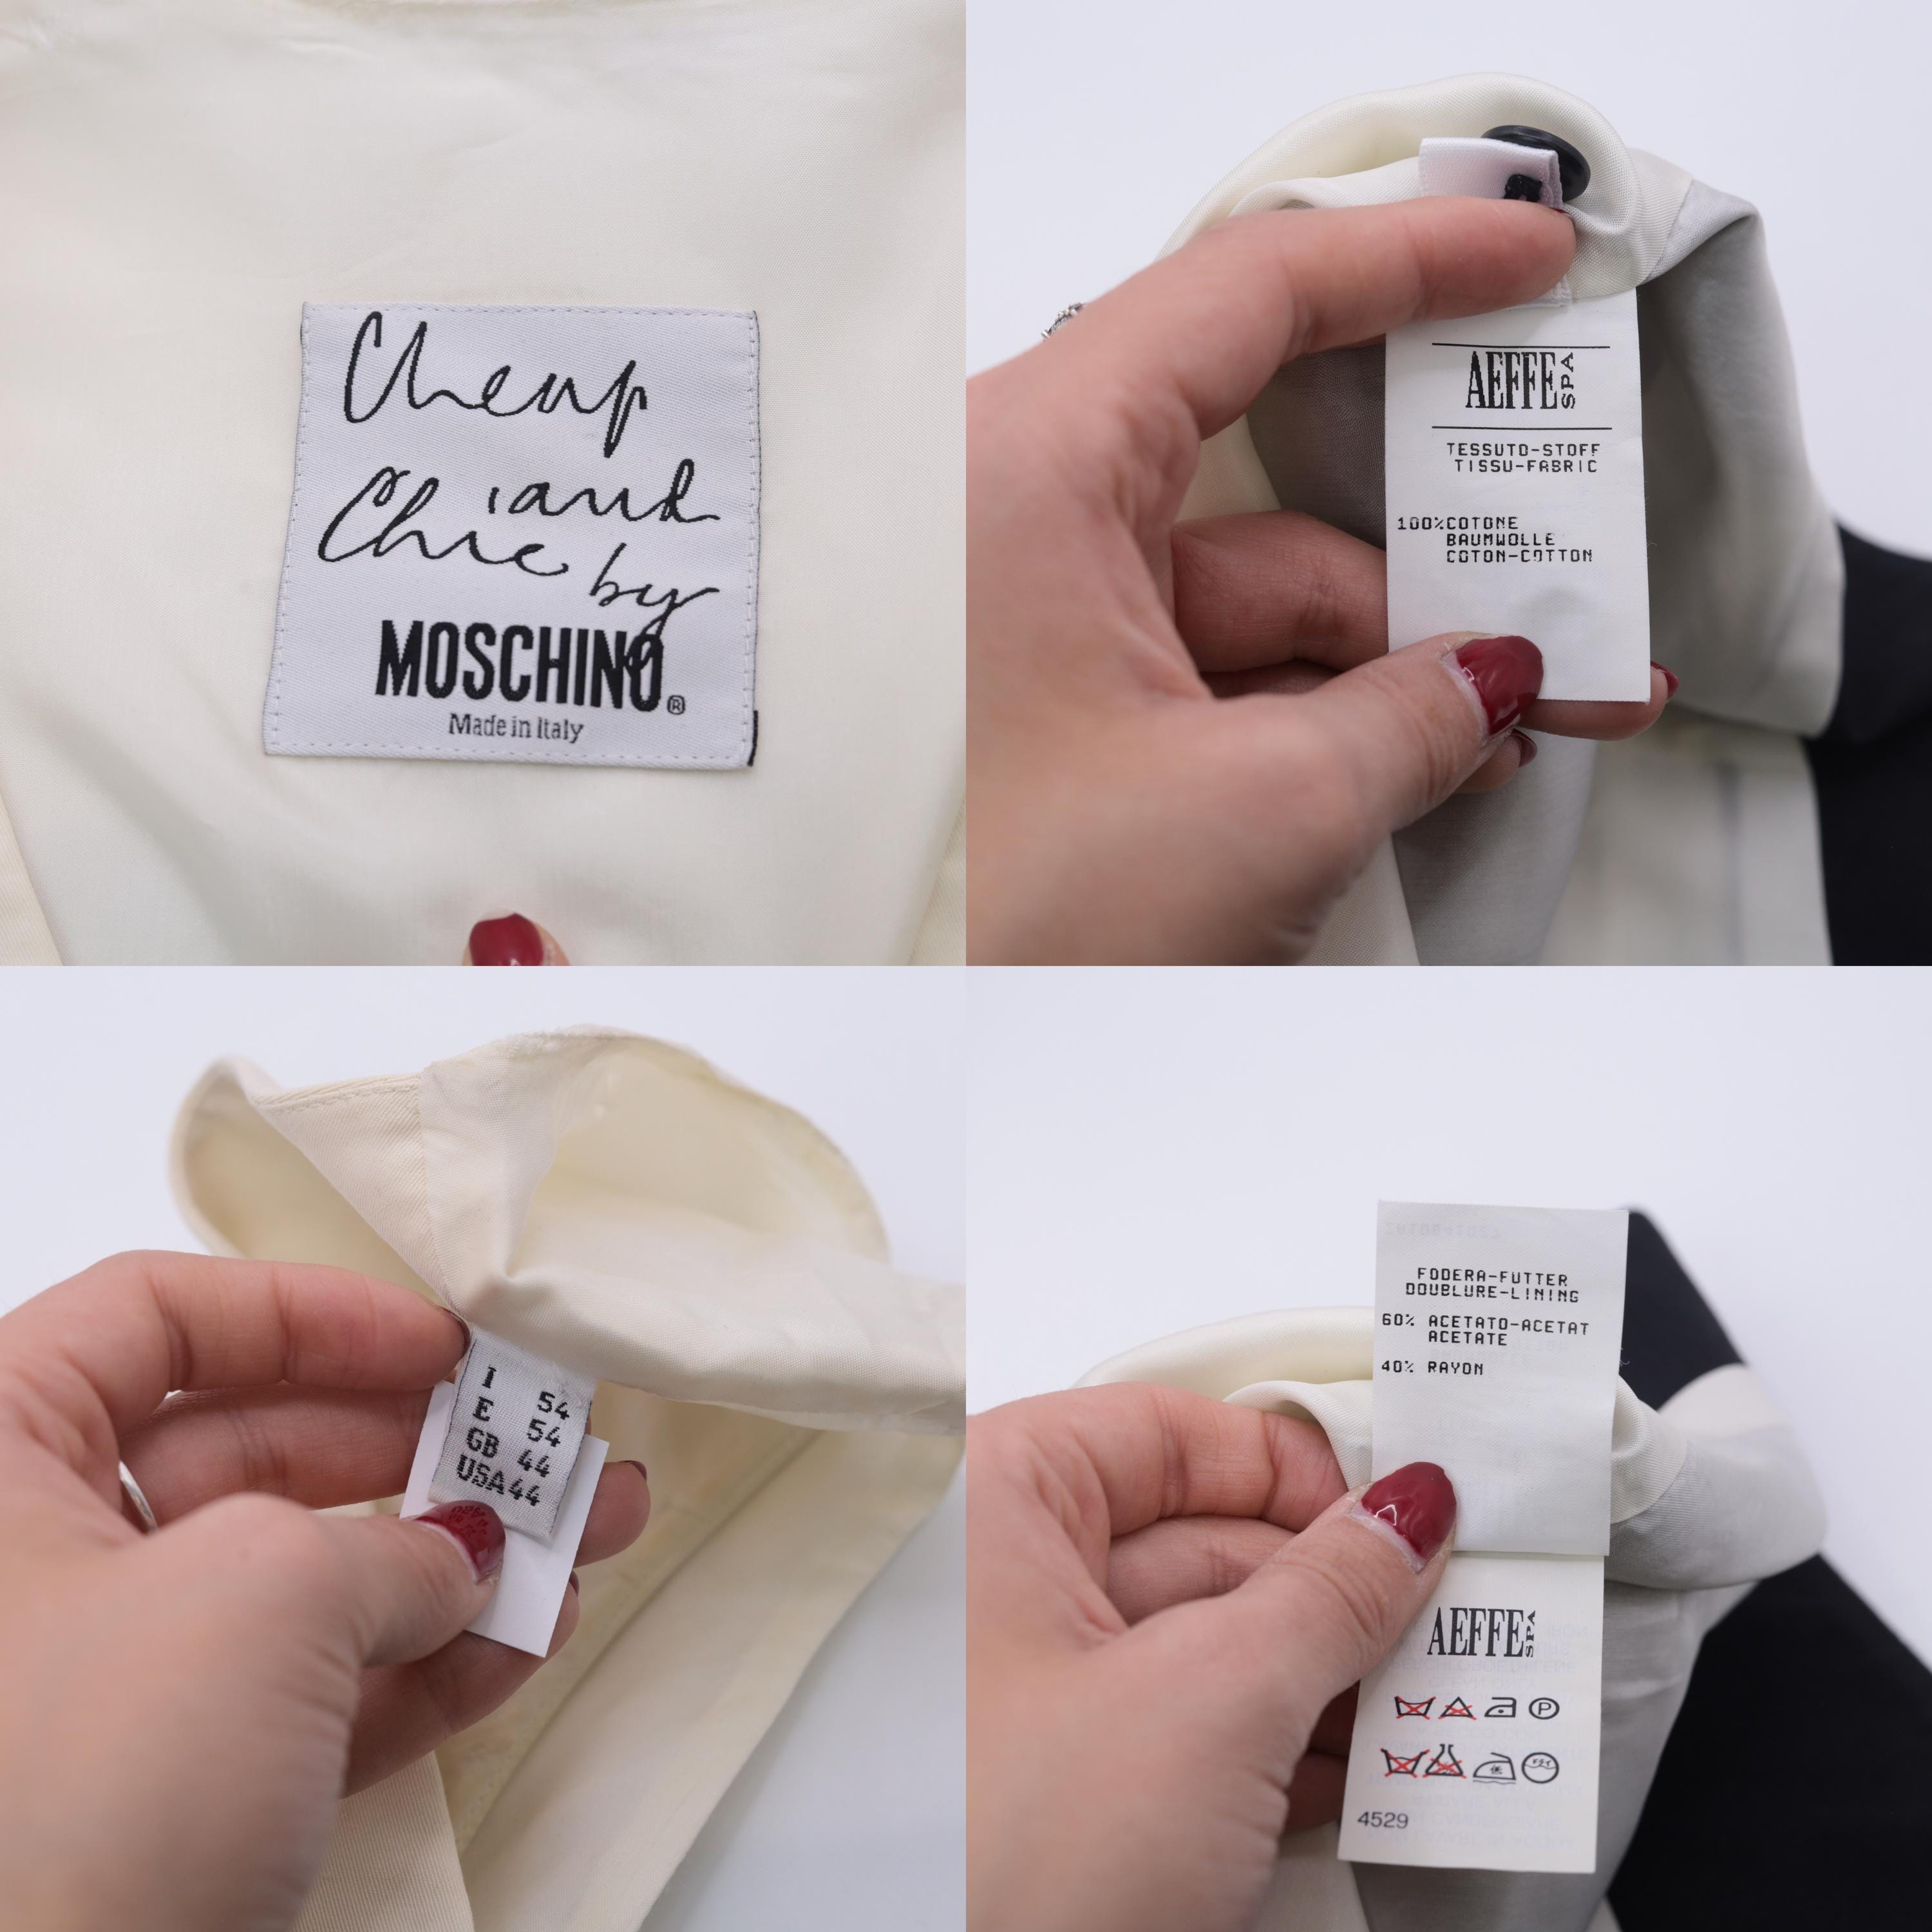 Cheap
and
Chic by
MOSCHINO®
Made in Italy
AEFFE SPA
TESSUTO-STOFF
TISSU-FABRIC
100%COTONE
BAUMWOLLE
COTON-COTTON
I 54
E 54
GB 44
USA 44
FODERA-FUTTER
DOUBLURE-LINING
60% ACETATO-ACETAT
ACETATE
40% RAYON
AEFFE SPA
P
4529